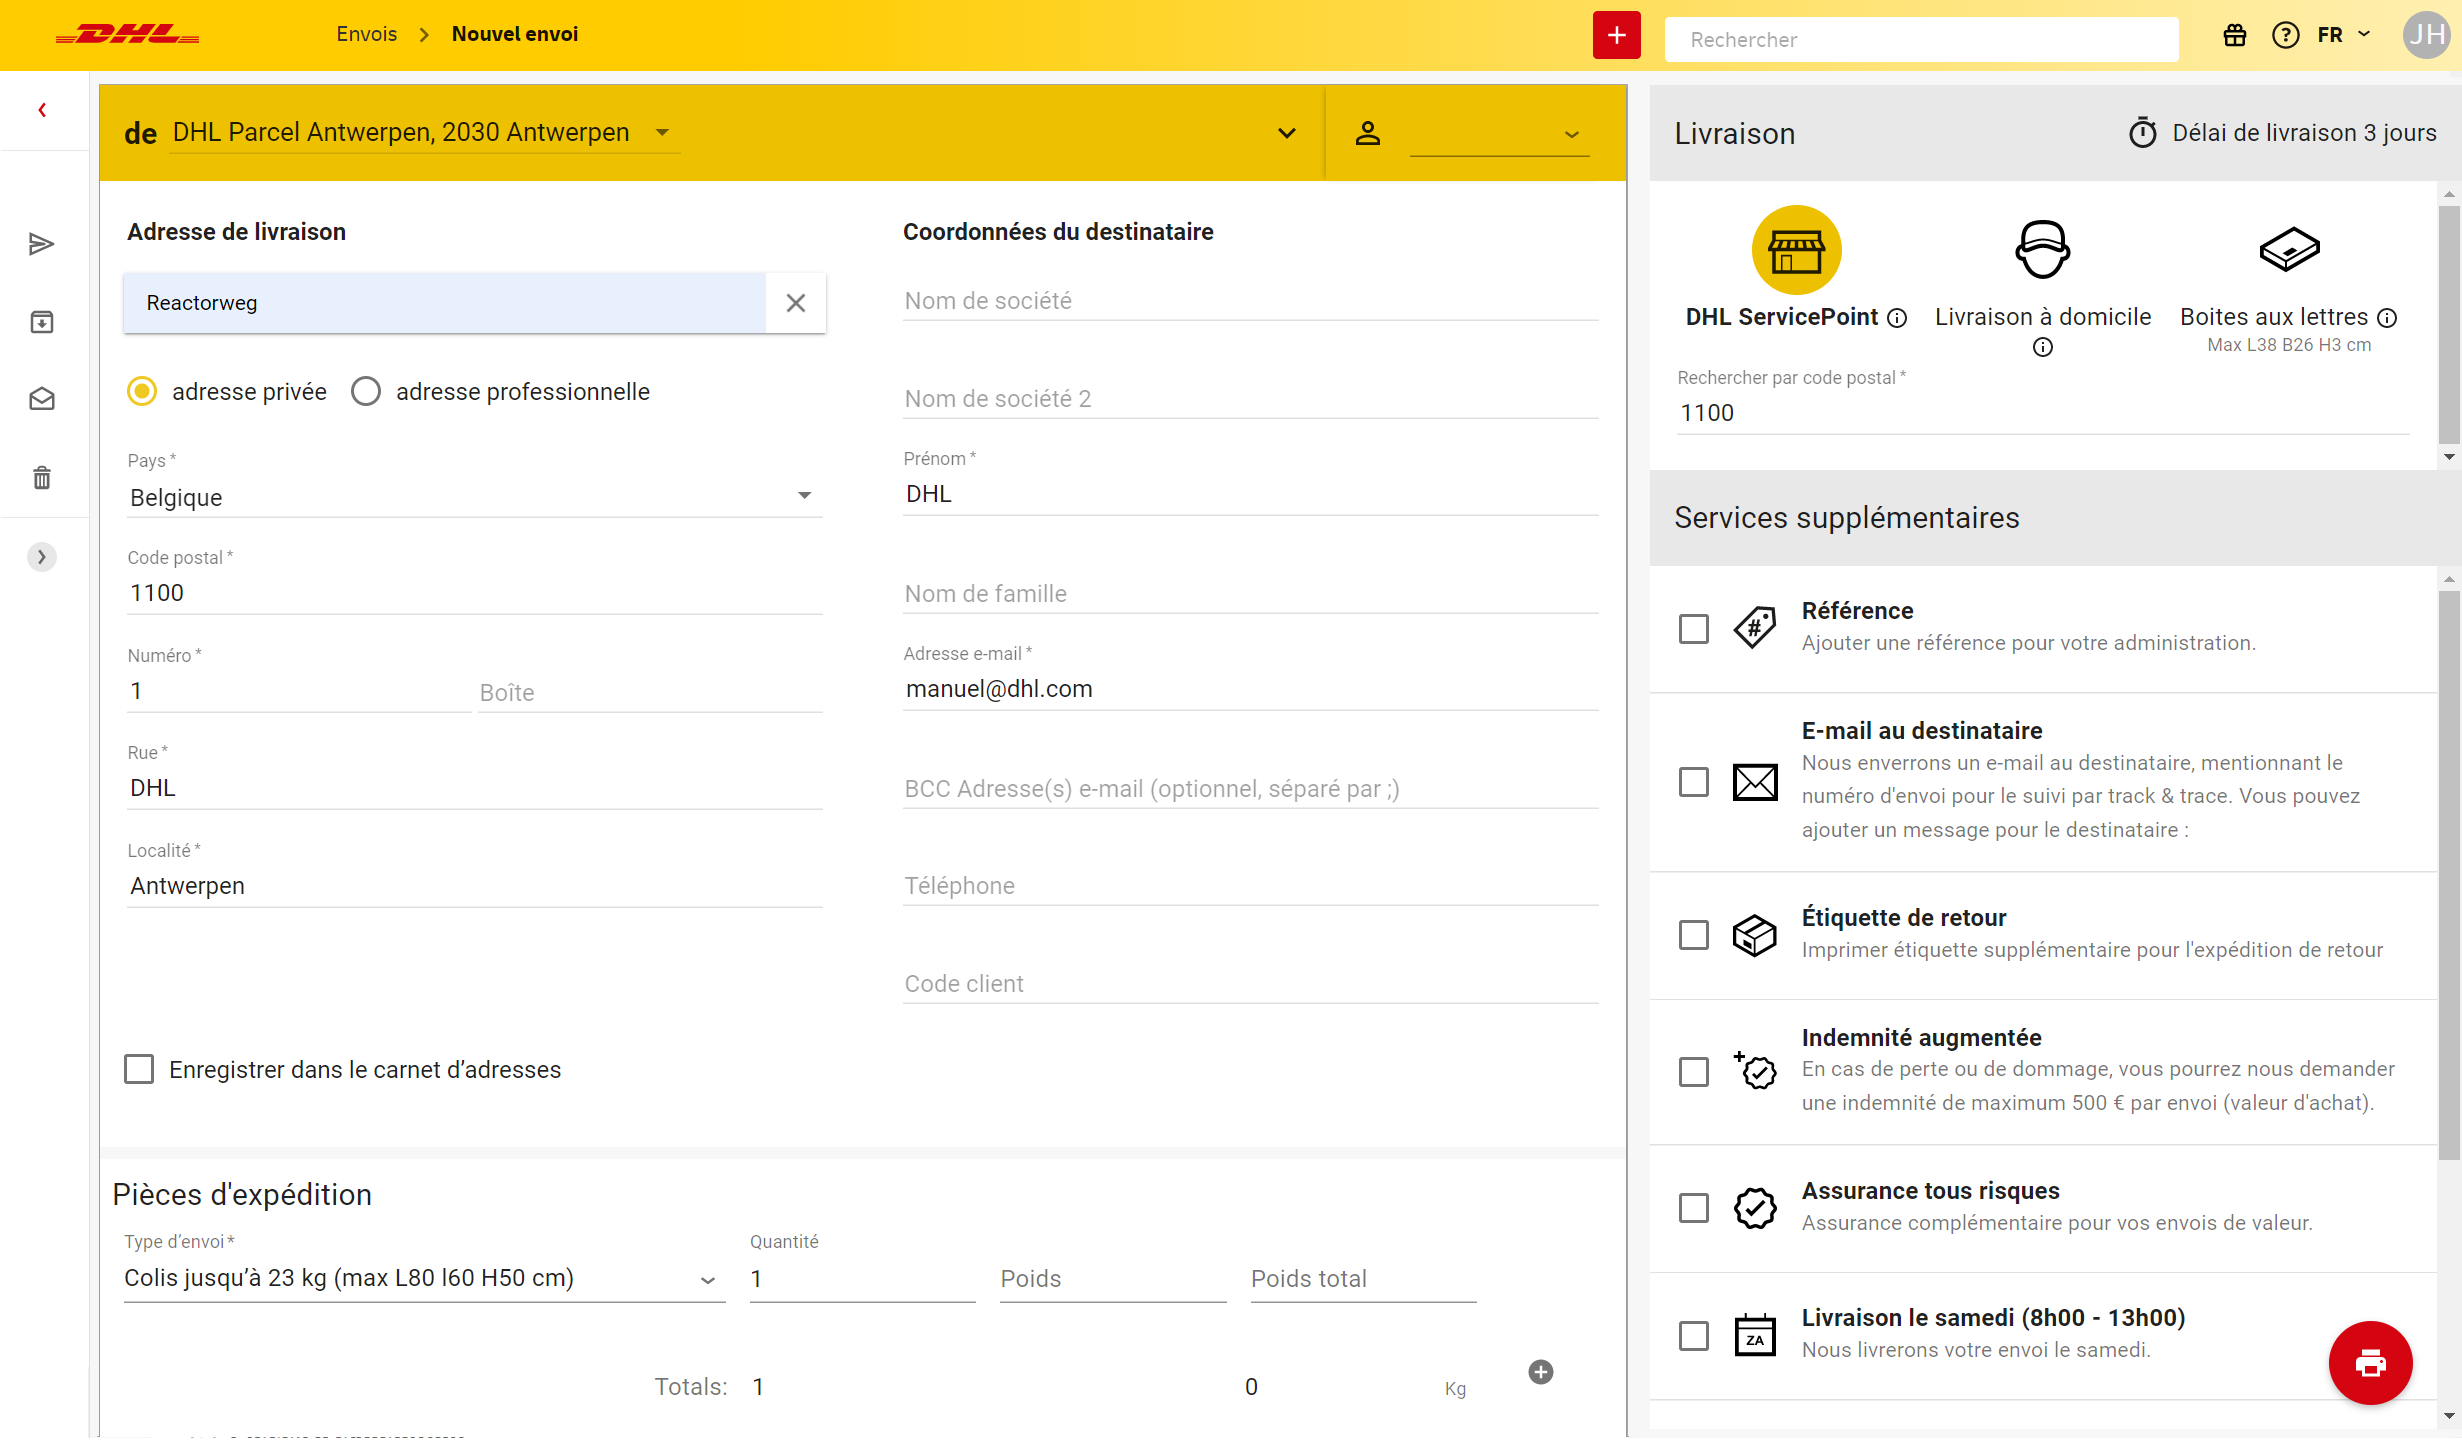 DHL
Envois
Nouvel envoi
Rechercher
FR
JH
de
DHL Parcel Antwerpen, 2030 Antwerpen
Adresse de livraison
Reactorweg
adresse privée
adresse professionnelle
Pays *
Belgique
Code postal *
1100
Numéro *
1
Boîte
Rue *
DHL
Localité *
Antwerpen
Enregistrer dans le carnet d’adresses
Coordonnées du destinataire
Nom de société
Nom de société 2
Prénom *
DHL
Nom de famille
Adresse e-mail *
manuel@dhl.com
BCC Adresse(s) e-mail (optionnel, séparé par ;)
Téléphone
Code client
Pièces d'expédition
Type d’envoi *
Colis jusqu’à 23 kg (max L80 l60 H50 cm)
Quantité
1
Poids
Poids total
Totals:
1
0
Kg
Livraison
Délai de livraison 3 jours
DHL ServicePoint
Livraison à domicile
Boites aux lettres
Max L38 B26 H3 cm
Rechercher par code postal *
1100
Services supplémentaires
#
Référence
Ajouter une référence pour votre administration.
E-mail au destinataire
Nous enverrons un e-mail au destinataire, mentionnant le
numéro d'envoi pour le suivi par track & trace. Vous pouvez
ajouter un message pour le destinataire :
Étiquette de retour
Imprimer étiquette supplémentaire pour l'expédition de retour
Indemnité augmentée
En cas de perte ou de dommage, vous pourrez nous demander
une indemnité de maximum 500 € par envoi (valeur d'achat).
Assurance tous risques
Assurance complémentaire pour vos envois de valeur.
ZA
Livraison le samedi (8h00 - 13h00)
Nous livrerons votre envoi le samedi.